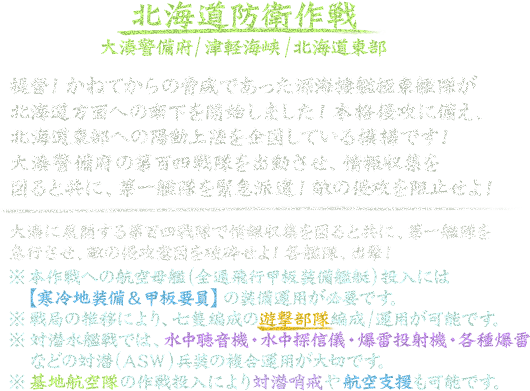 北海道防衛作戦
大湊警備府/津軽海峡/北海道東部
提督!かねてからの脅威であった深海棲艦極東艦隊が
北海道方面への南下を開始しました!本格侵攻に備え、
北海道東部への陽動上陸を企図している模様です!
大湊警備府の第百四戦隊を出動させ、情報収集を
図ると共に、第一艦隊を緊急派遣!敵の侵攻を阻止せよ!
大湊に展開する第百四戦隊で情報収集を図ると共に、第一艦隊を
急行させ、敵の侵攻企図を破砕せよ!各艦隊、出撃!
※本作戦への航空母艦(全通飛行甲板装備艦艇)投入には
【寒冷地装備&甲板要員】の装備運用が必要です。
※戦局の推移により、七隻編成の遊撃部隊編成/運用が可能です。
※対潜水艦戦では、水中聴音機・水中探信儀・爆雷投射機・各種爆雷
などの対潜(ASW)兵装の複合運用が大切です。
※基地航空隊の作戦投入により対潜哨戒や航空支援も可能です。